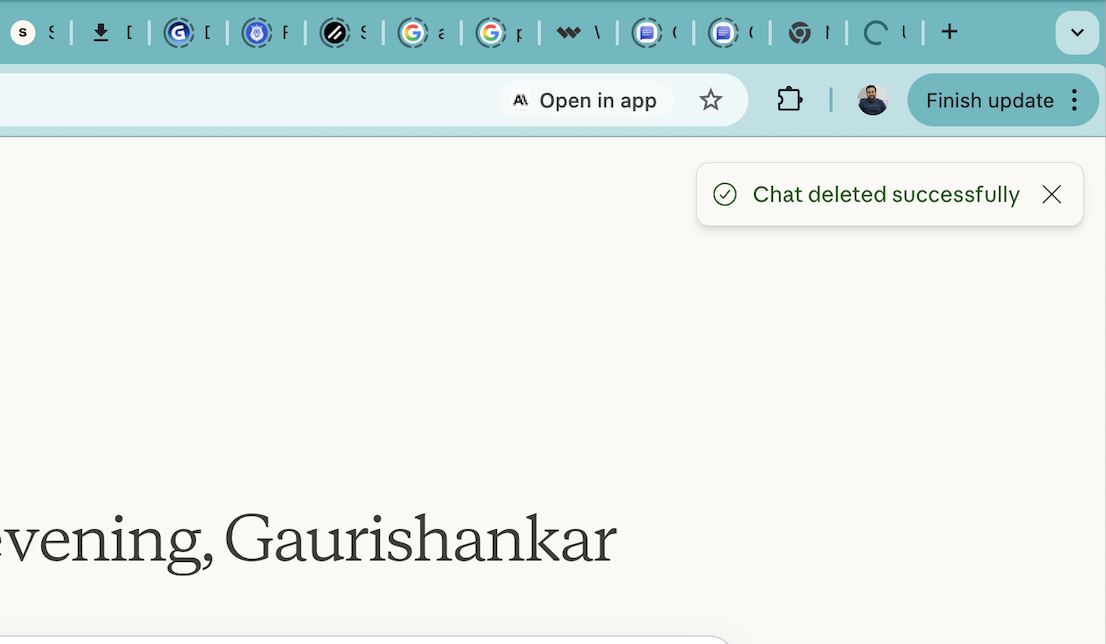 Open in app
Finish update
Chat deleted successfully
evening, Gaurishankar